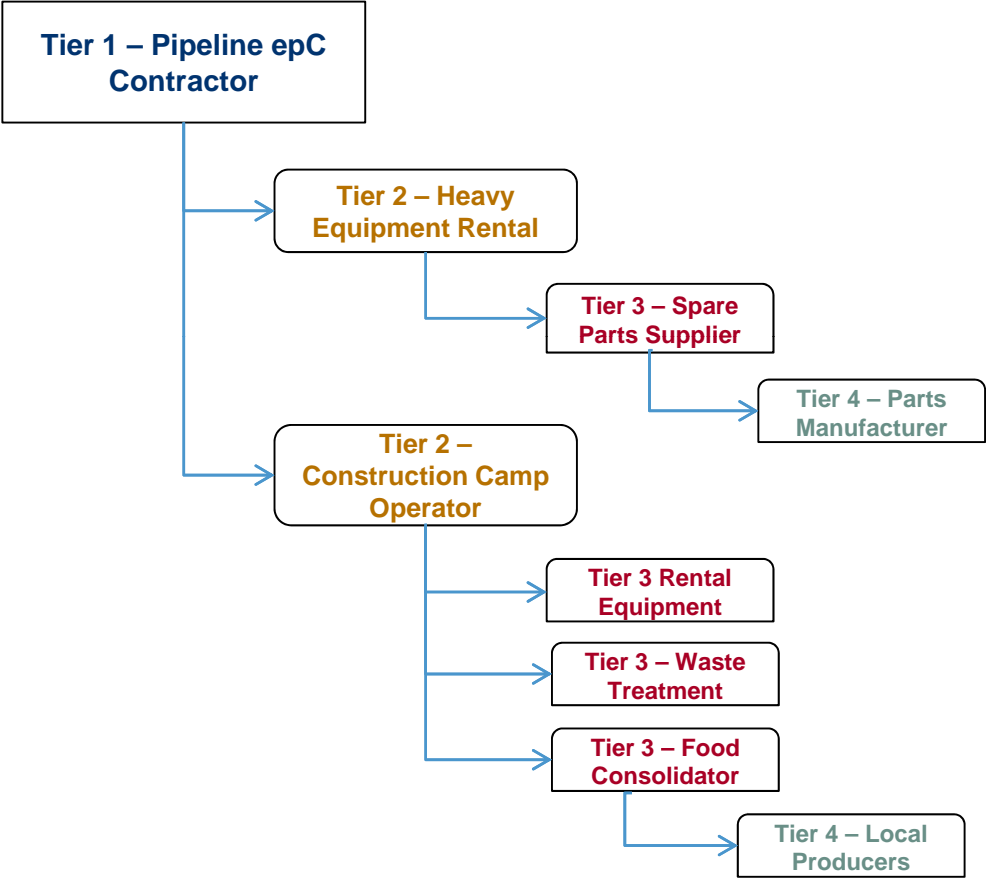 Tier 1 – Pipeline epC
Contractor
Tier 2 – Heavy
Equipment Rental
Tier 3 – Spare
Parts Supplier
Tier 4 – Parts
Manufacturer
Tier 2 –
Construction Camp
Operator
Tier 3 Rental
Equipment
Tier 3 – Waste
Treatment
Tier 3 – Food
Consolidator
Tier 4 – Local
Producers